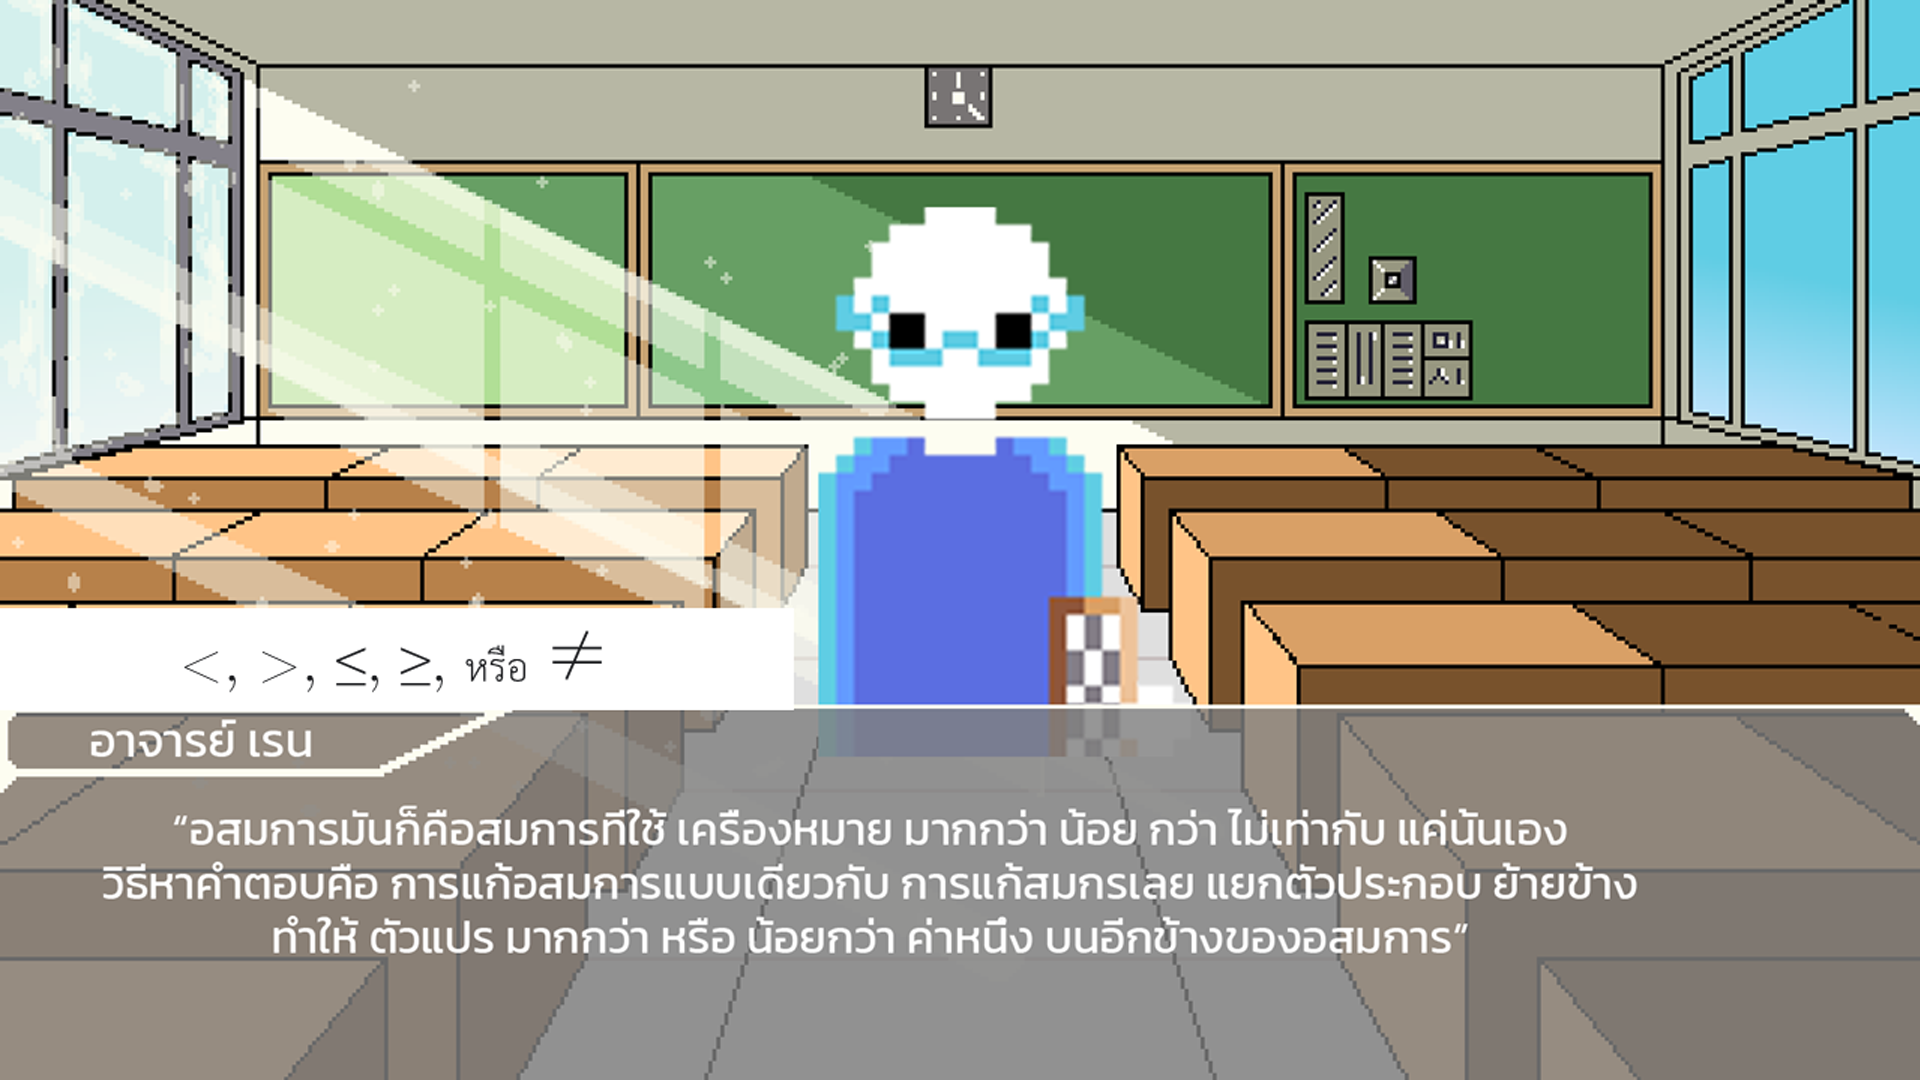 <, >, ≤, ≥, หรือ ≠
อาจารย์ เรน
“อสมการมันก็คือสมการที่ใช้ เครื่องหมาย มากกว่า น้อย กว่า ไม่เท่ากับ แค่นั้นเอง
วิธีหาคำตอบคือ การแก้อสมการแบบเดียวกับ การแก้สมกรเลย แยกตัวประกอบ ย้ายข้าง
ทำให้ ตัวแปร มากกว่า หรือ น้อยกว่า ค่าหนึ่ง บนอีกข้างของอสมการ”